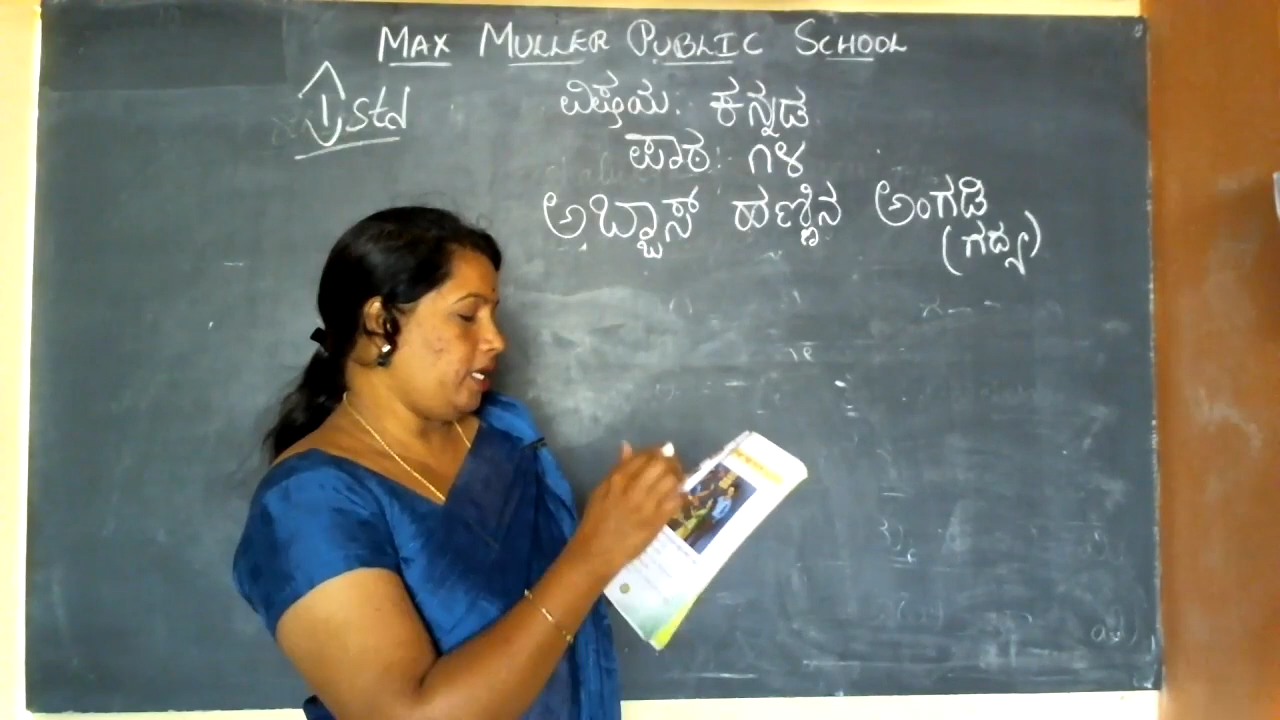 MAX MULLER PUBLIC SCHOOL
I std
ವಿಷಯ: ಕನ್ನಡ
ಪಾಠ: ೧೪
ಅಬ್ಬಾಸ್ ಹಣ್ಣಿನ ಅಂಗಡಿ
(ಗದ್ಯ)